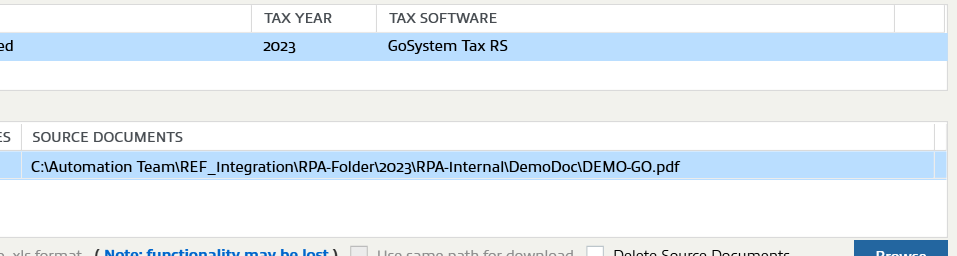 TAX YEAR TAX SOFTWARE
ed 2023 GoSystem Tax RS
ES SOURCE DOCUMENTS
C:\Automation Team\REF_Integration\RPA-Folder\2023\RPA-Internal\DemoDoc\DEMO-GO.pdf
.xls format (Note: functionality may be lost) Use same path for download Delete Source Documents Browse